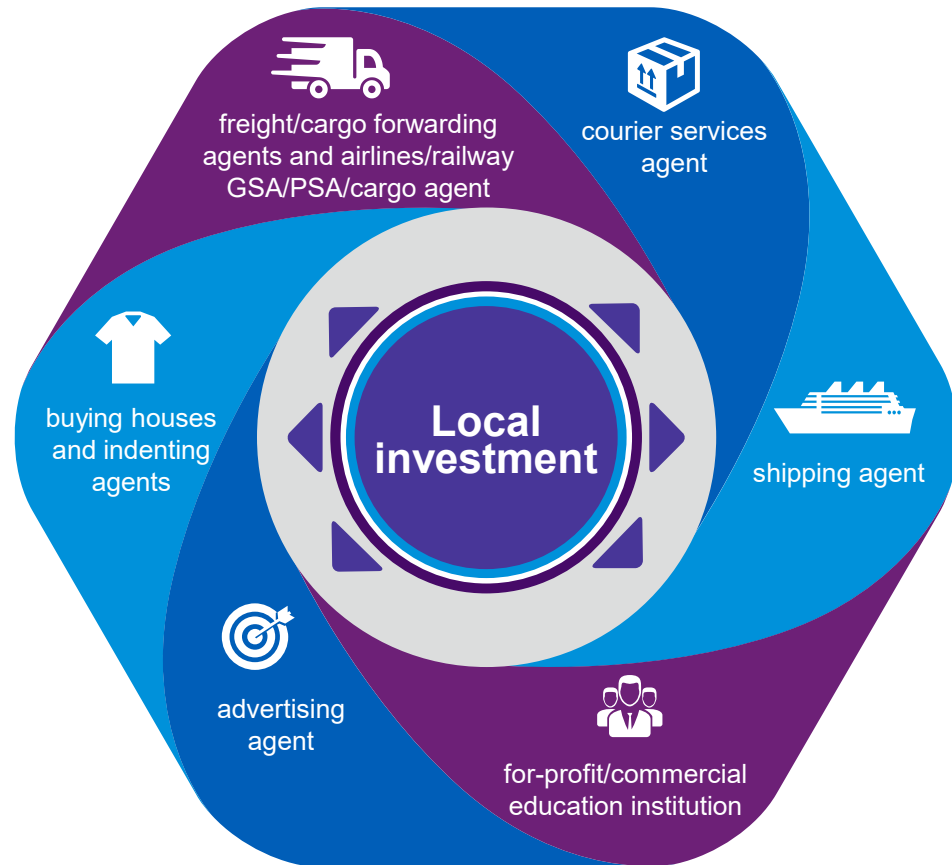 freight/cargo forwarding
agents and airlines/railway
GSA/PSA/cargo agent
courier services
agent
buying houses
and indenting
agents
Local
investment
shipping agent
advertising
agent
for-profit/commercial
education institution